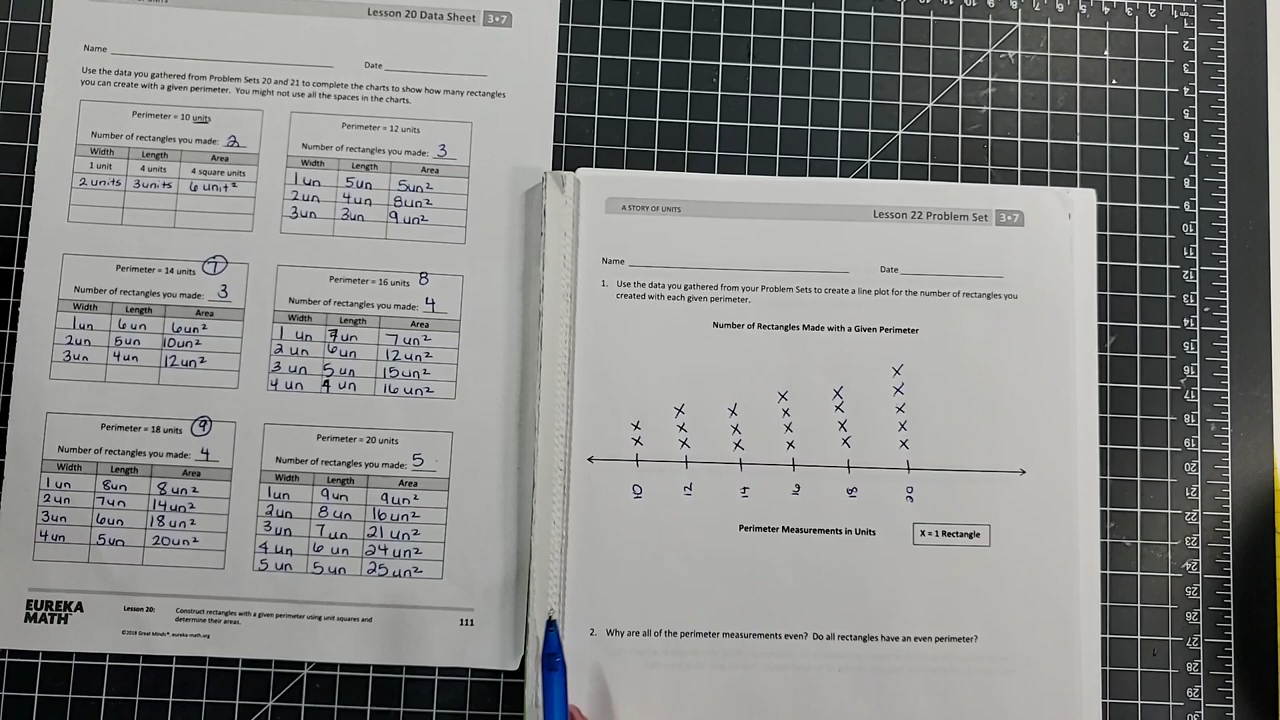 Lesson 20 Data Sheet 3•7
Name
Date
Use the data you gathered from Problem Sets 20 and 21 to complete the charts to show how many rectangles
you can create with a given perimeter. You might not use all the spaces in the charts.
Perimeter = 10 units
Number of rectangles you made: 2
Width Length Area
1 unit 4 units 4 square units
2 units 3 units 6 unit²
Perimeter = 12 units
Number of rectangles you made: 3
Width Length Area
1 un 5 un 5 un²
2 un 4 un 8 un²
3 un 3 un 9 un²
Perimeter = 14 units 7
Number of rectangles you made: 3
Width Length Area
1 un 6 un 6 un²
2 un 5 un 10 un²
3 un 4 un 12 un²
Perimeter = 16 units 8
Number of rectangles you made: 4
Width Length Area
1 un 7 un 7 un²
2 un 6 un 12 un²
3 un 5 un 15 un²
4 un 4 un 16 un²
Perimeter = 18 units 9
Number of rectangles you made: 4
Width Length Area
1 un 8 un 8 un²
2 un 7 un 14 un²
3 un 6 un 18 un²
4 un 5 un 20 un²
Perimeter = 20 units
Number of rectangles you made: 5
Width Length Area
1 un 9 un 9 un²
2 un 8 un 16 un²
3 un 7 un 21 un²
4 un 6 un 24 un²
5 un 5 un 25 un²
EUREKA
MATH
Lesson 20: Construct rectangles with a given perimeter using unit squares and
determine their areas.
111
©2018 Great Minds®. eureka-math.org
A STORY OF UNITS Lesson 22 Problem Set 3•7
Name
Date
1. Use the data you gathered from your Problem Sets to create a line plot for the number of rectangles you
created with each given perimeter.
Number of Rectangles Made with a Given Perimeter
X
X X X X
X X X X X
X X X X X X
X X X X X X
10 12 14 16 18 20
Perimeter Measurements in Units
X = 1 Rectangle
2. Why are all of the perimeter measurements even? Do all rectangles have an even perimeter?